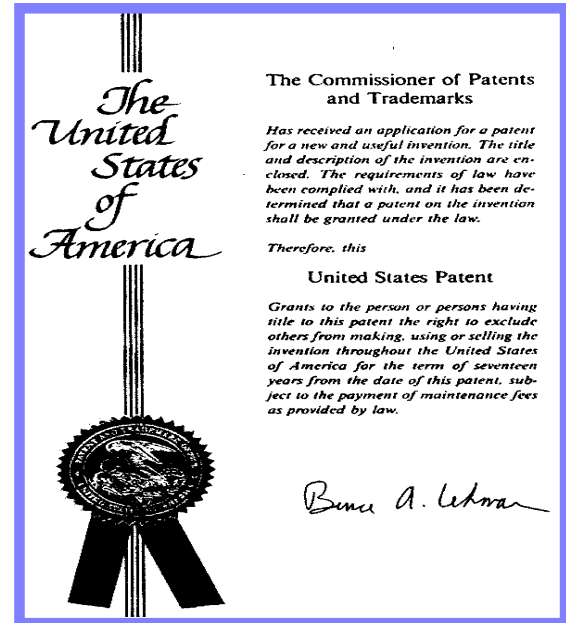 The
United
States
of
America
The Commissioner of Patents
and Trademarks
Has received an application for a patent
for a new and useful invention. The title
and description of the invention are en-
closed. The requirements of law have
been complied with, and it has been de-
termined that a patent on the invention
shall be granted under the law.
Therefore, this
United States Patent
Grants to the person or persons having
title to this patent the right to exclude
others from making, using or selling the
invention throughout the United States
of America for the term of seventeen
years from the date of this patent, sub-
ject to the payment of maintenance fees
as provided by law.
Bruce A. Lehman